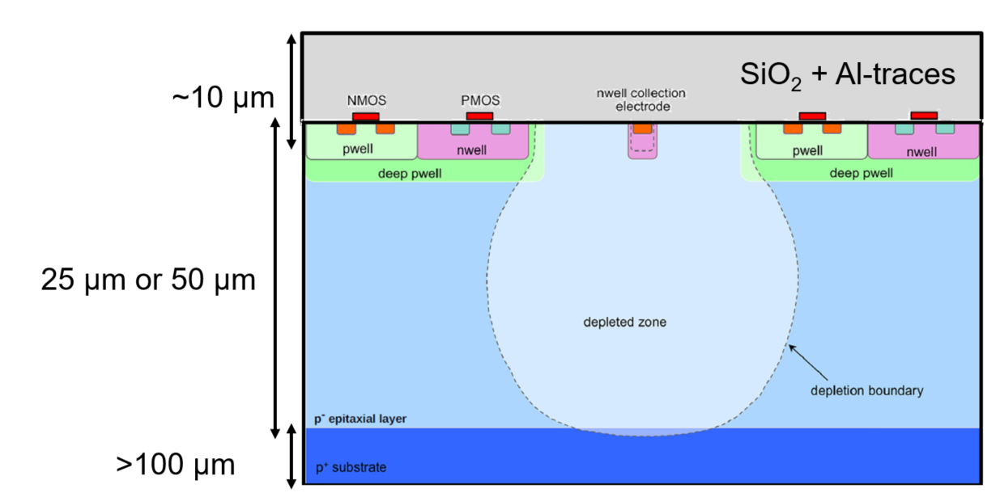 SiO₂ + Al-traces
~10 µm
NMOS
PMOS
nwell collection
electrode
pwell
nwell
pwell
nwell
deep pwell
deep pwell
25 µm or 50 µm
depleted zone
depletion boundary
p⁻ epitaxial layer
>100 µm
p⁺ substrate